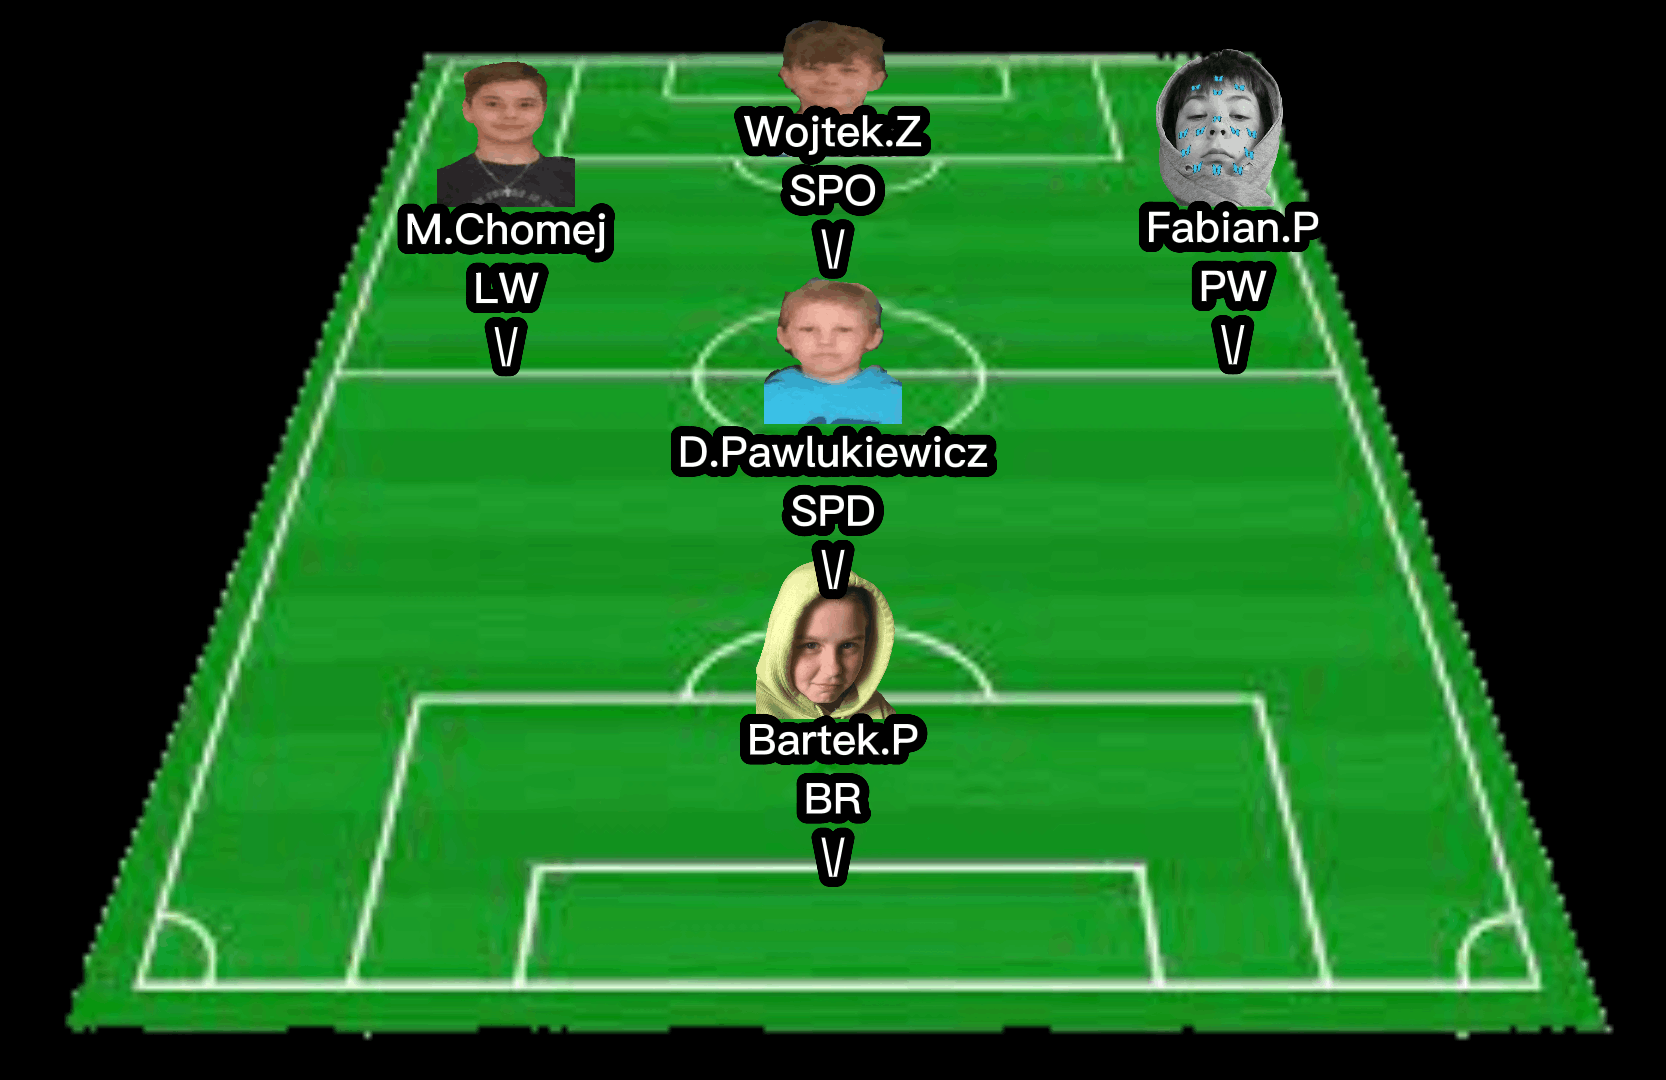 Wojtek.Z
SPO
\/
M.Chomej
LW
\/
Fabian.P
PW
\/
D.Pawlukiewicz
SPD
\/
Bartek.P
BR
\/